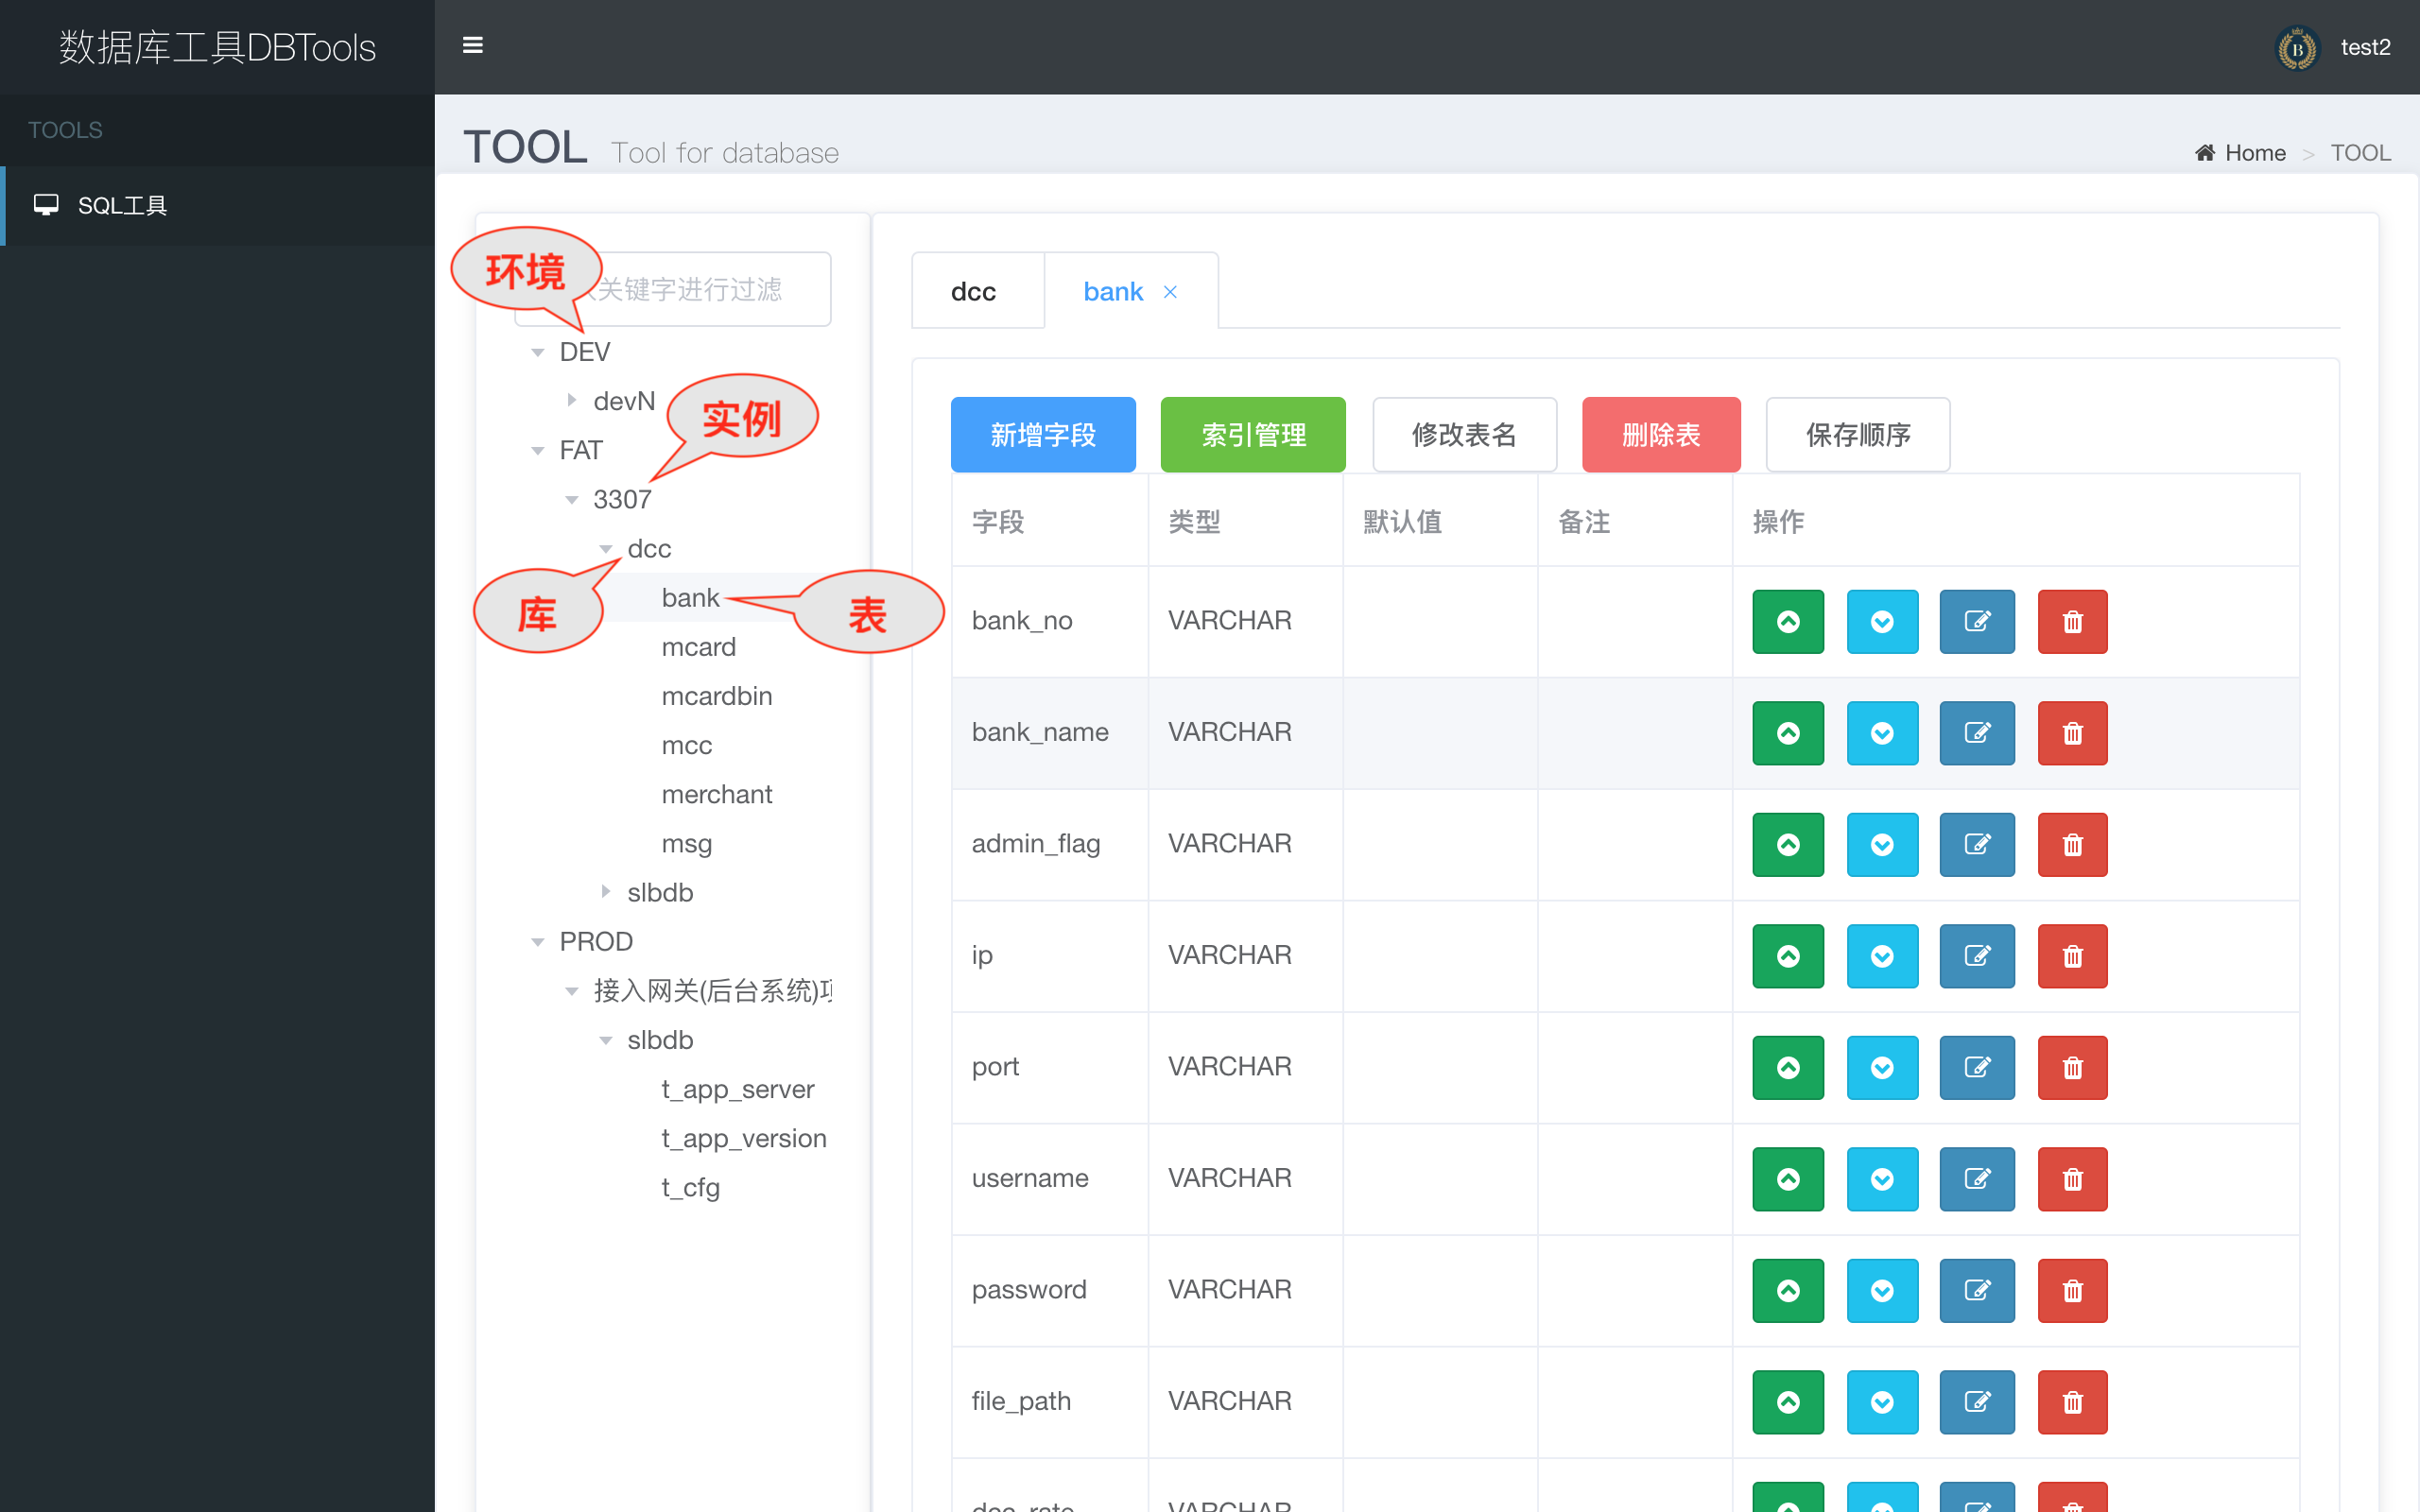 数据库工具DBTools
test2
TOOLS
SQL工具
TOOL Tool for database
Home > TOOL
环境
关键字进行过滤
DEV
devN
实例
FAT
3307
dcc
库
bank
表
mcard
mcardbin
mcc
merchant
msg
slbdb
PROD
接入网关(后台系统)
slbdb
t_app_server
t_app_version
t_cfg
dcc
bank ×
新增字段 索引管理 修改表名 删除表 保存顺序
字段 类型 默认值 备注 操作
bank_no VARCHAR
bank_name VARCHAR
admin_flag VARCHAR
ip VARCHAR
port VARCHAR
username VARCHAR
password VARCHAR
file_path VARCHAR
dcc_rate VARCHAR